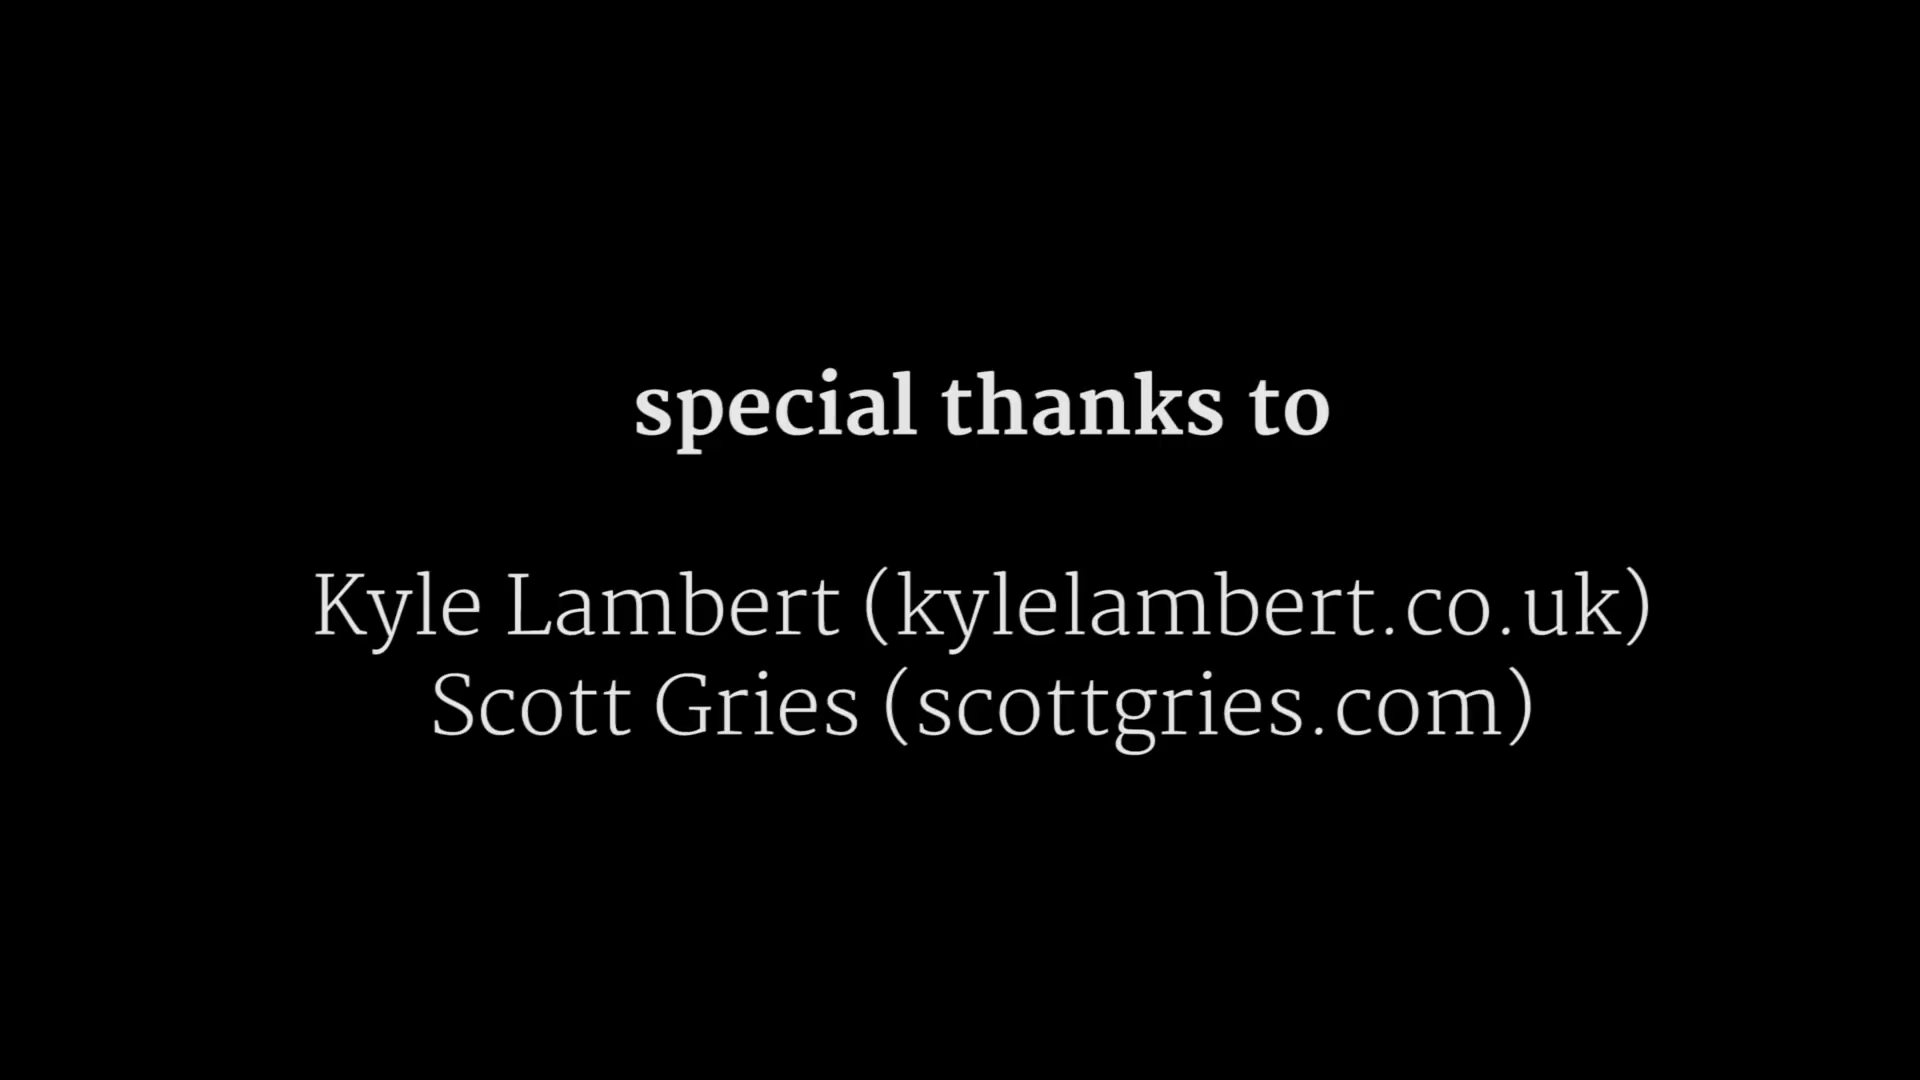 special thanks to
Kyle Lambert (kylelambert.co.uk)
Scott Gries (scottgries.com)